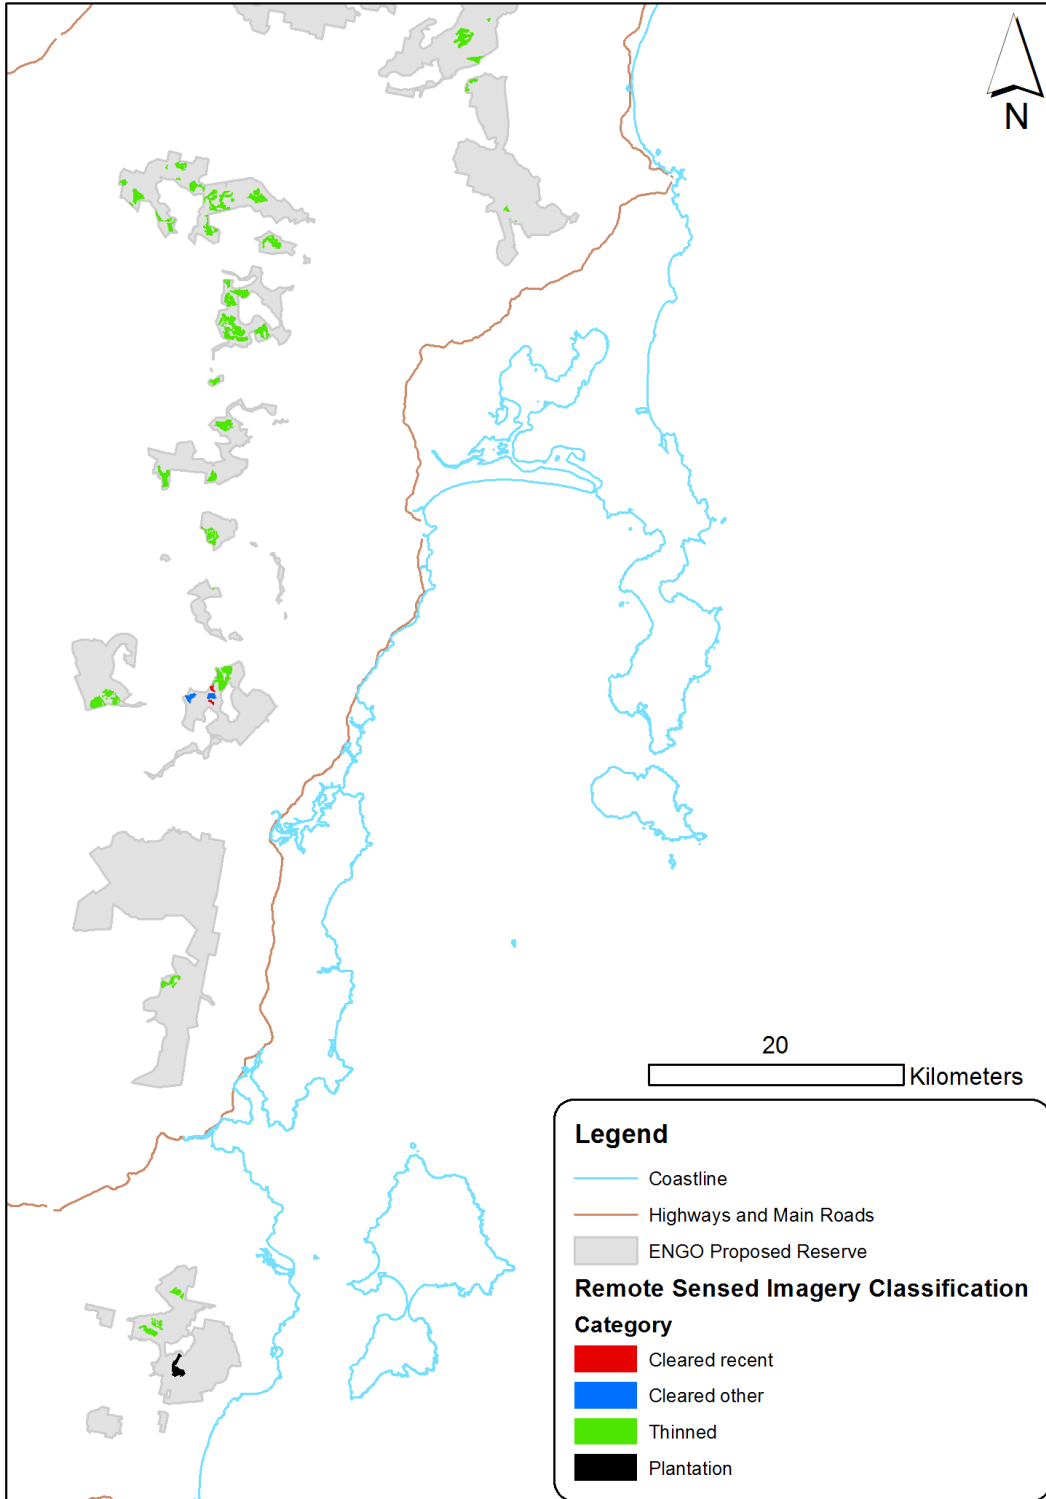 N
20
Kilometers
Legend
Coastline
Highways and Main Roads
ENGO Proposed Reserve
Remote Sensed Imagery Classification
Category
Cleared recent
Cleared other
Thinned
Plantation